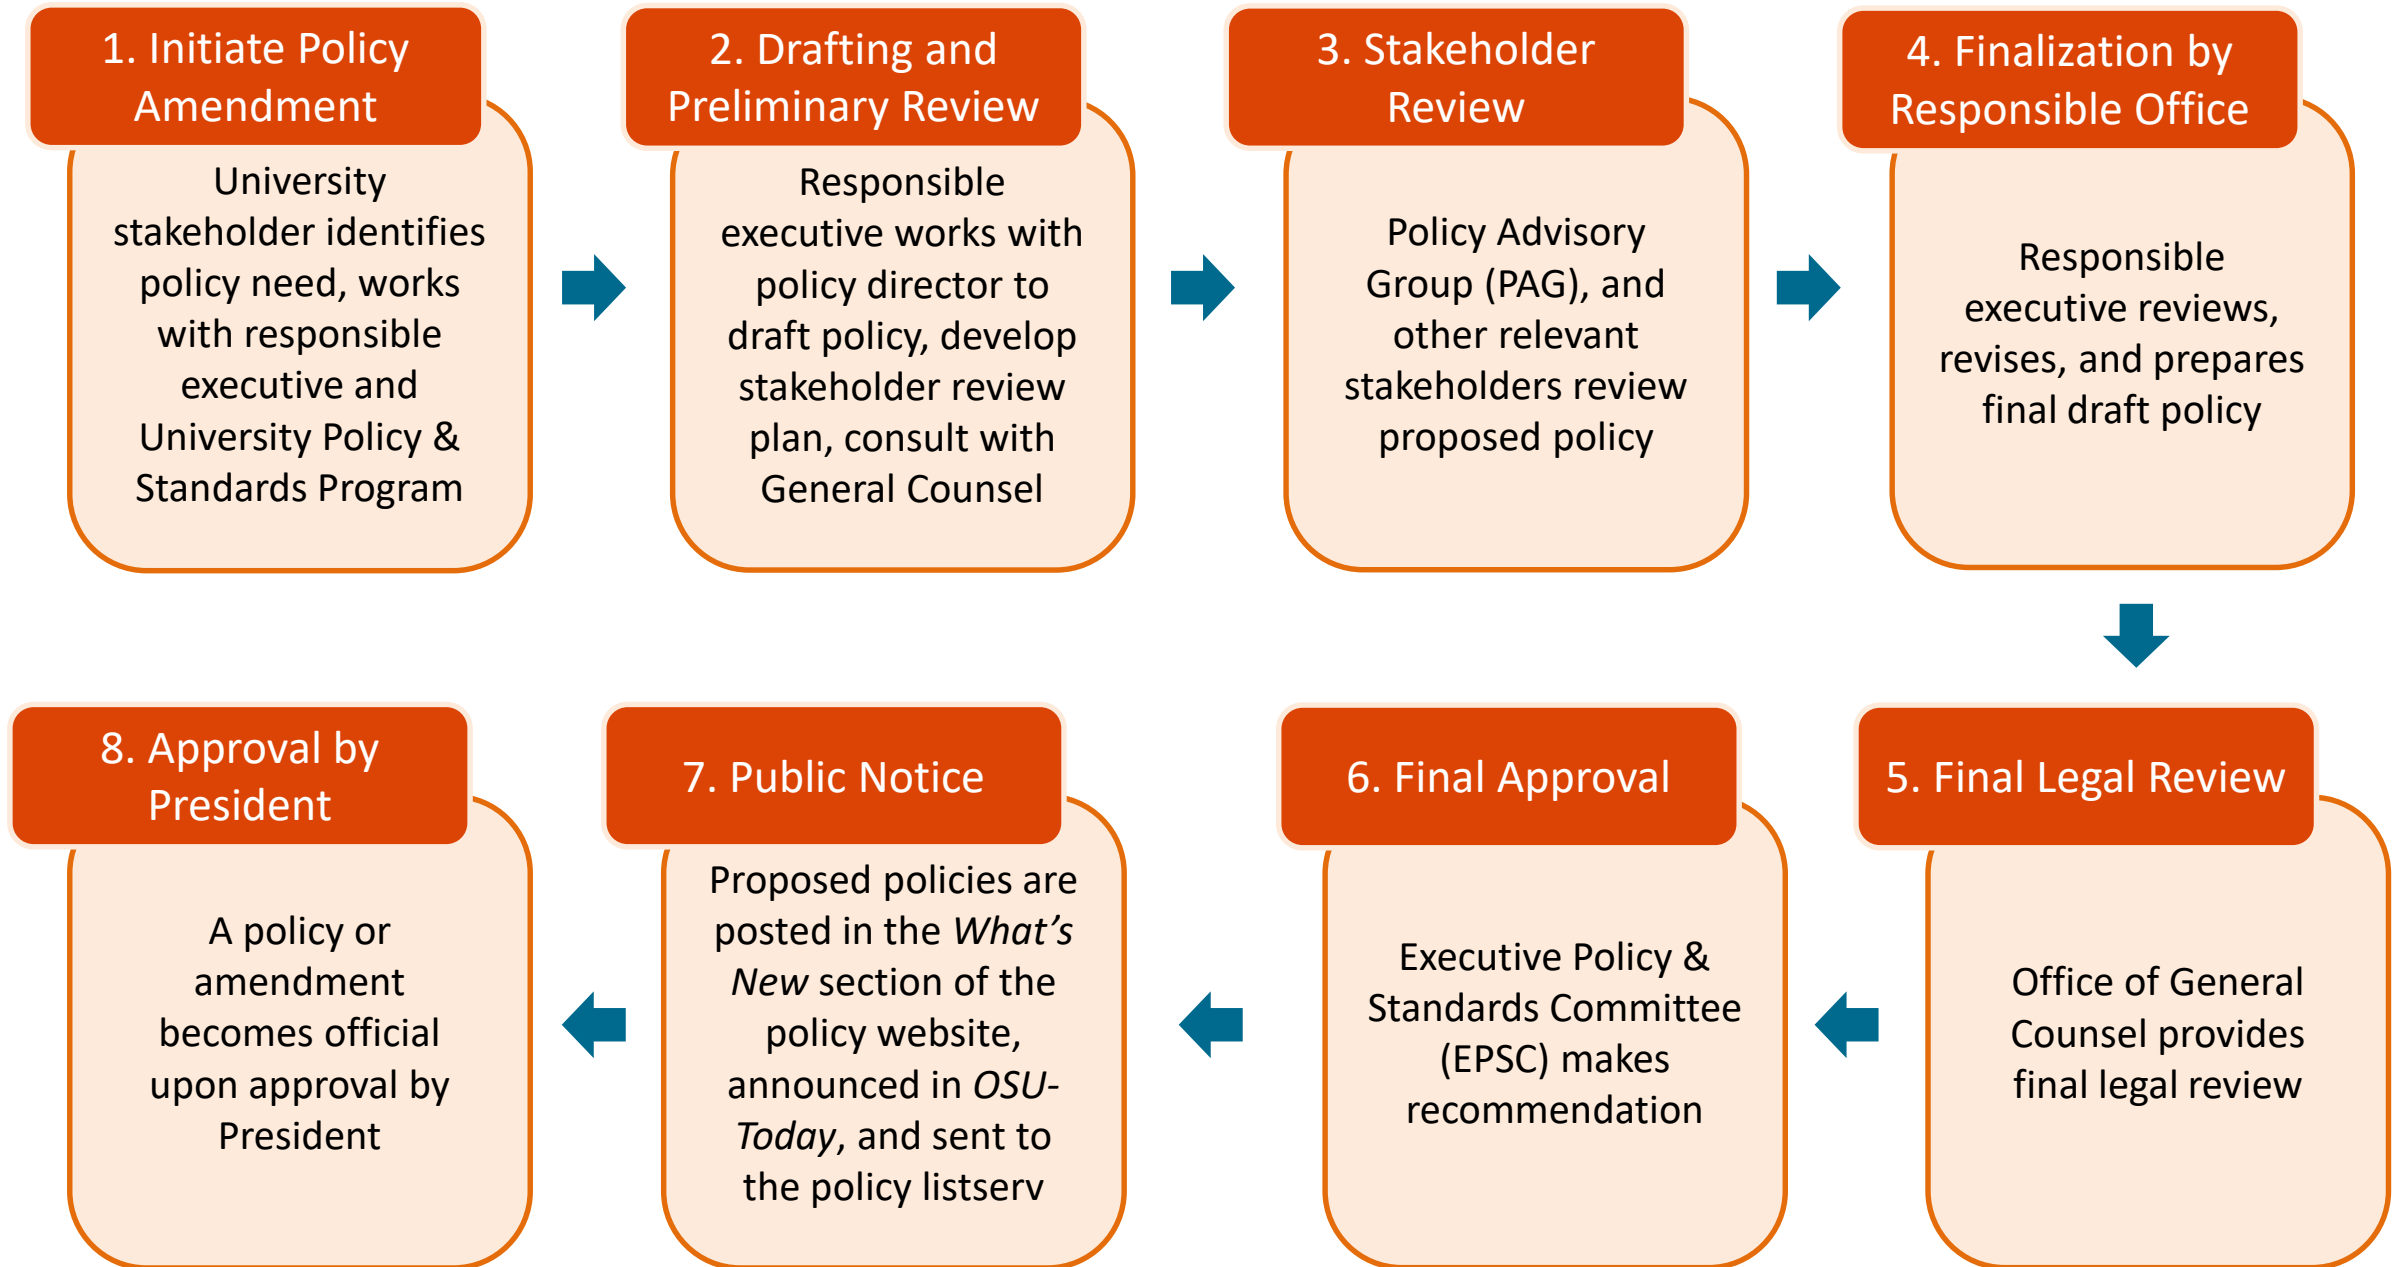 1. Initiate Policy
Amendment
University
stakeholder identifies
policy need, works
with responsible
executive and
University Policy &
Standards Program
2. Drafting and
Preliminary Review
Responsible
executive works with
policy director to
draft policy, develop
stakeholder review
plan, consult with
General Counsel
3. Stakeholder
Review
Policy Advisory
Group (PAG), and
other relevant
stakeholders review
proposed policy
4. Finalization by
Responsible Office
Responsible
executive reviews,
revises, and prepares
final draft policy
5. Final Legal Review
Office of General
Counsel provides
final legal review
6. Final Approval
Executive Policy &
Standards Committee
(EPSC) makes
recommendation
7. Public Notice
Proposed policies are
posted in the What’s
New section of the
policy website,
announced in OSU-
Today, and sent to
the policy listserv
8. Approval by
President
A policy or
amendment
becomes official
upon approval by
President